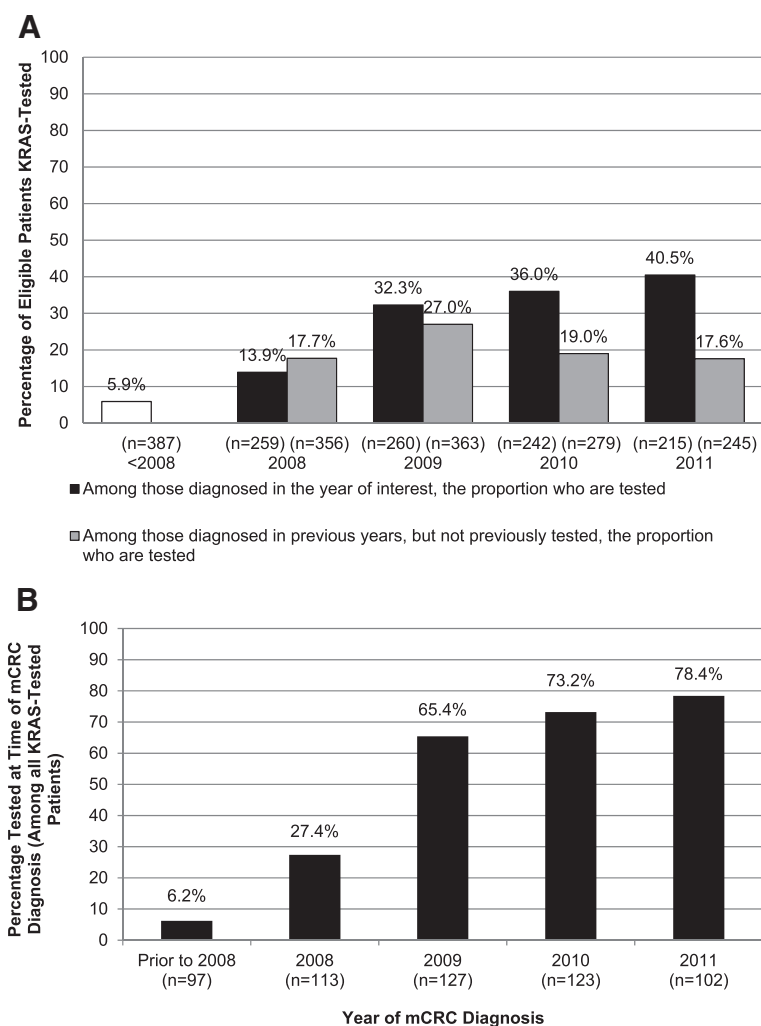 A
Percentage of Eligible Patients KRAS-Tested
100
90
80
70
60
50
40
30
20
10
0
5.9%
13.9%
17.7%
32.3%
27.0%
36.0%
19.0%
40.5%
17.6%
(n=387) (n=259) (n=356) (n=260) (n=363) (n=242) (n=279) (n=215) (n=245)
<2008 2008 2009 2010 2011
Among those diagnosed in the year of interest, the proportion who are tested
Among those diagnosed in previous years, but not previously tested, the proportion
who are tested
B
Percentage Tested at Time of mCRC
Diagnosis (Among all KRAS-Tested
Patients)
100
90
80
70
60
50
40
30
20
10
0
6.2%
27.4%
65.4%
73.2%
78.4%
Prior to 2008 2008 2009 2010 2011
(n=97) (n=113) (n=127) (n=123) (n=102)
Year of mCRC Diagnosis